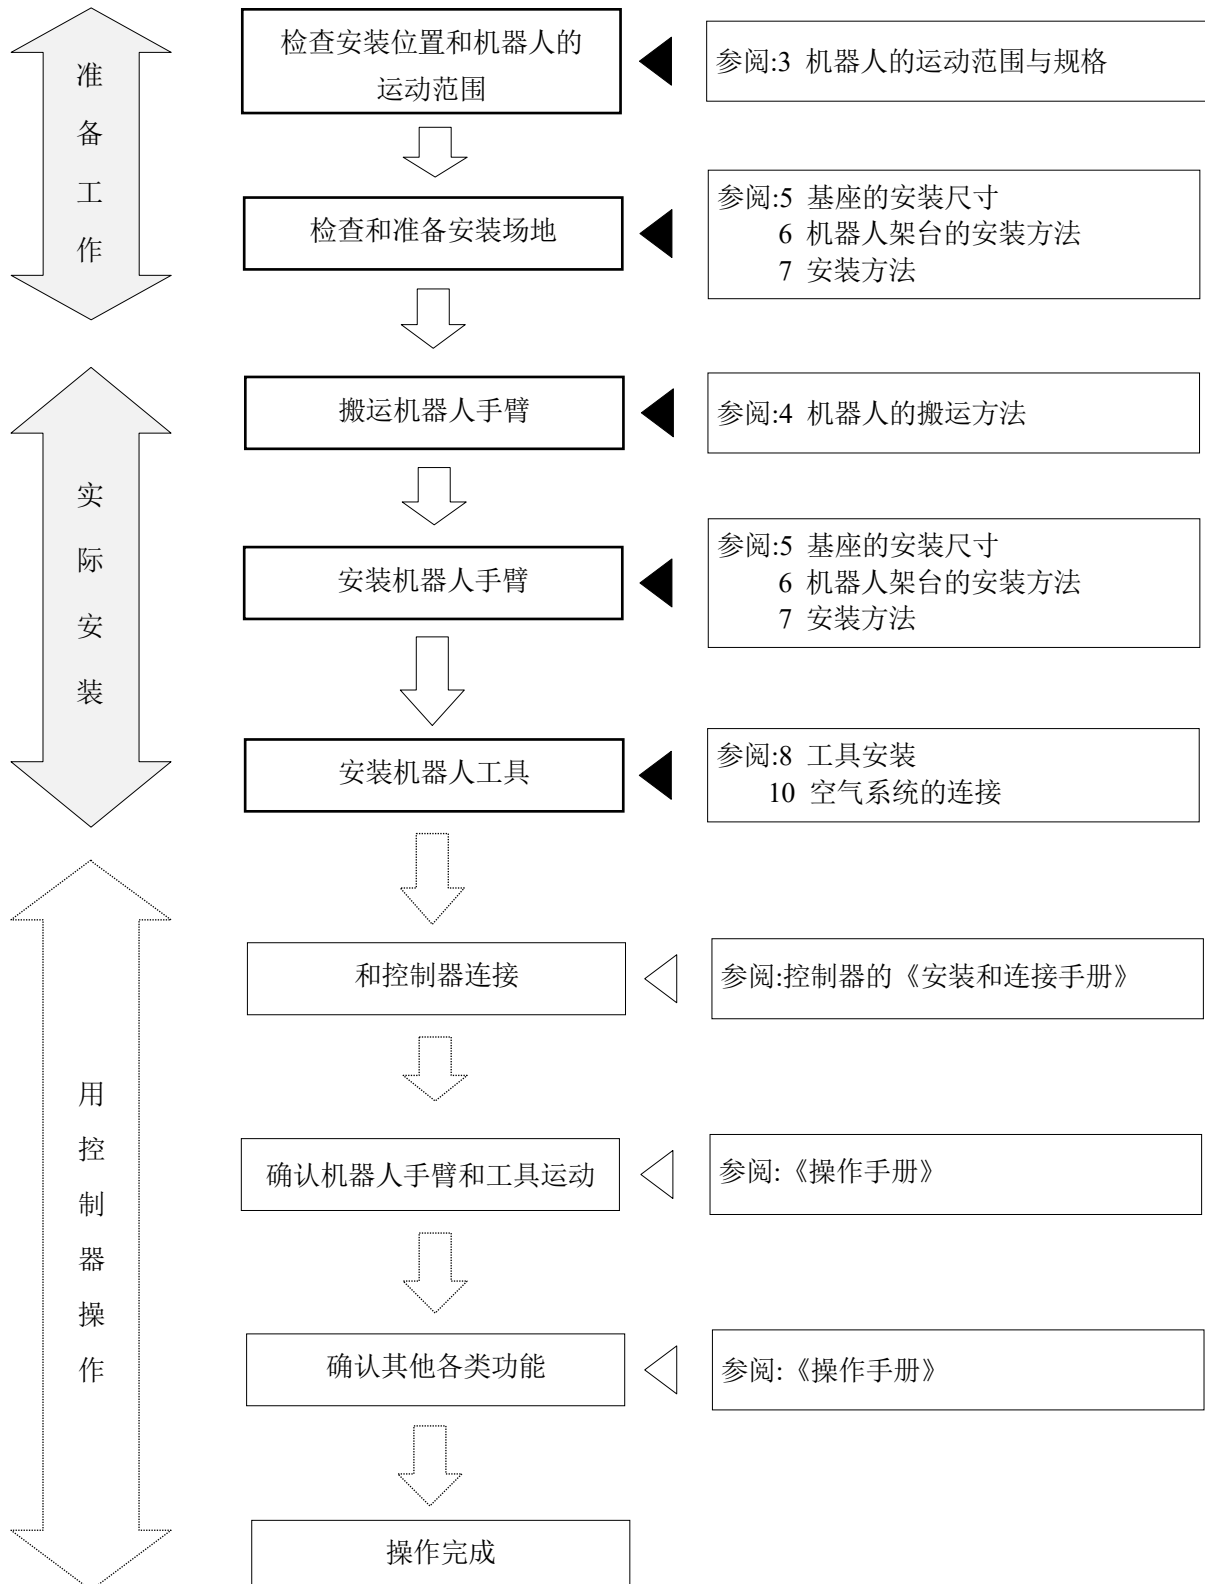 准备工作
检查安装位置和机器人的
运动范围
参阅:3 机器人的运动范围与规格
检查和准备安装场地
参阅:5 基座的安装尺寸
6 机器人架台的安装方法
7 安装方法
实际安装
搬运机器人手臂
参阅:4 机器人的搬运方法
安装机器人手臂
参阅:5 基座的安装尺寸
6 机器人架台的安装方法
7 安装方法
安装机器人工具
参阅:8 工具安装
10 空气系统的连接
用控制器操作
和控制器连接
参阅:控制器的《安装和连接手册》
确认机器人手臂和工具运动
参阅:《操作手册》
确认其他各类功能
参阅:《操作手册》
操作完成